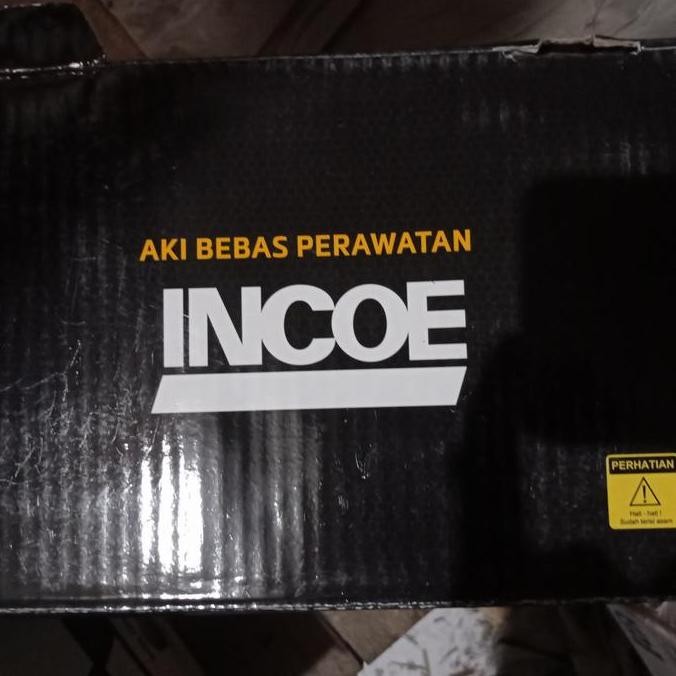 AKI BEBAS PERAWATAN
INCOE
PERHATIAN
Hati - hati !
Sudah terisi asam